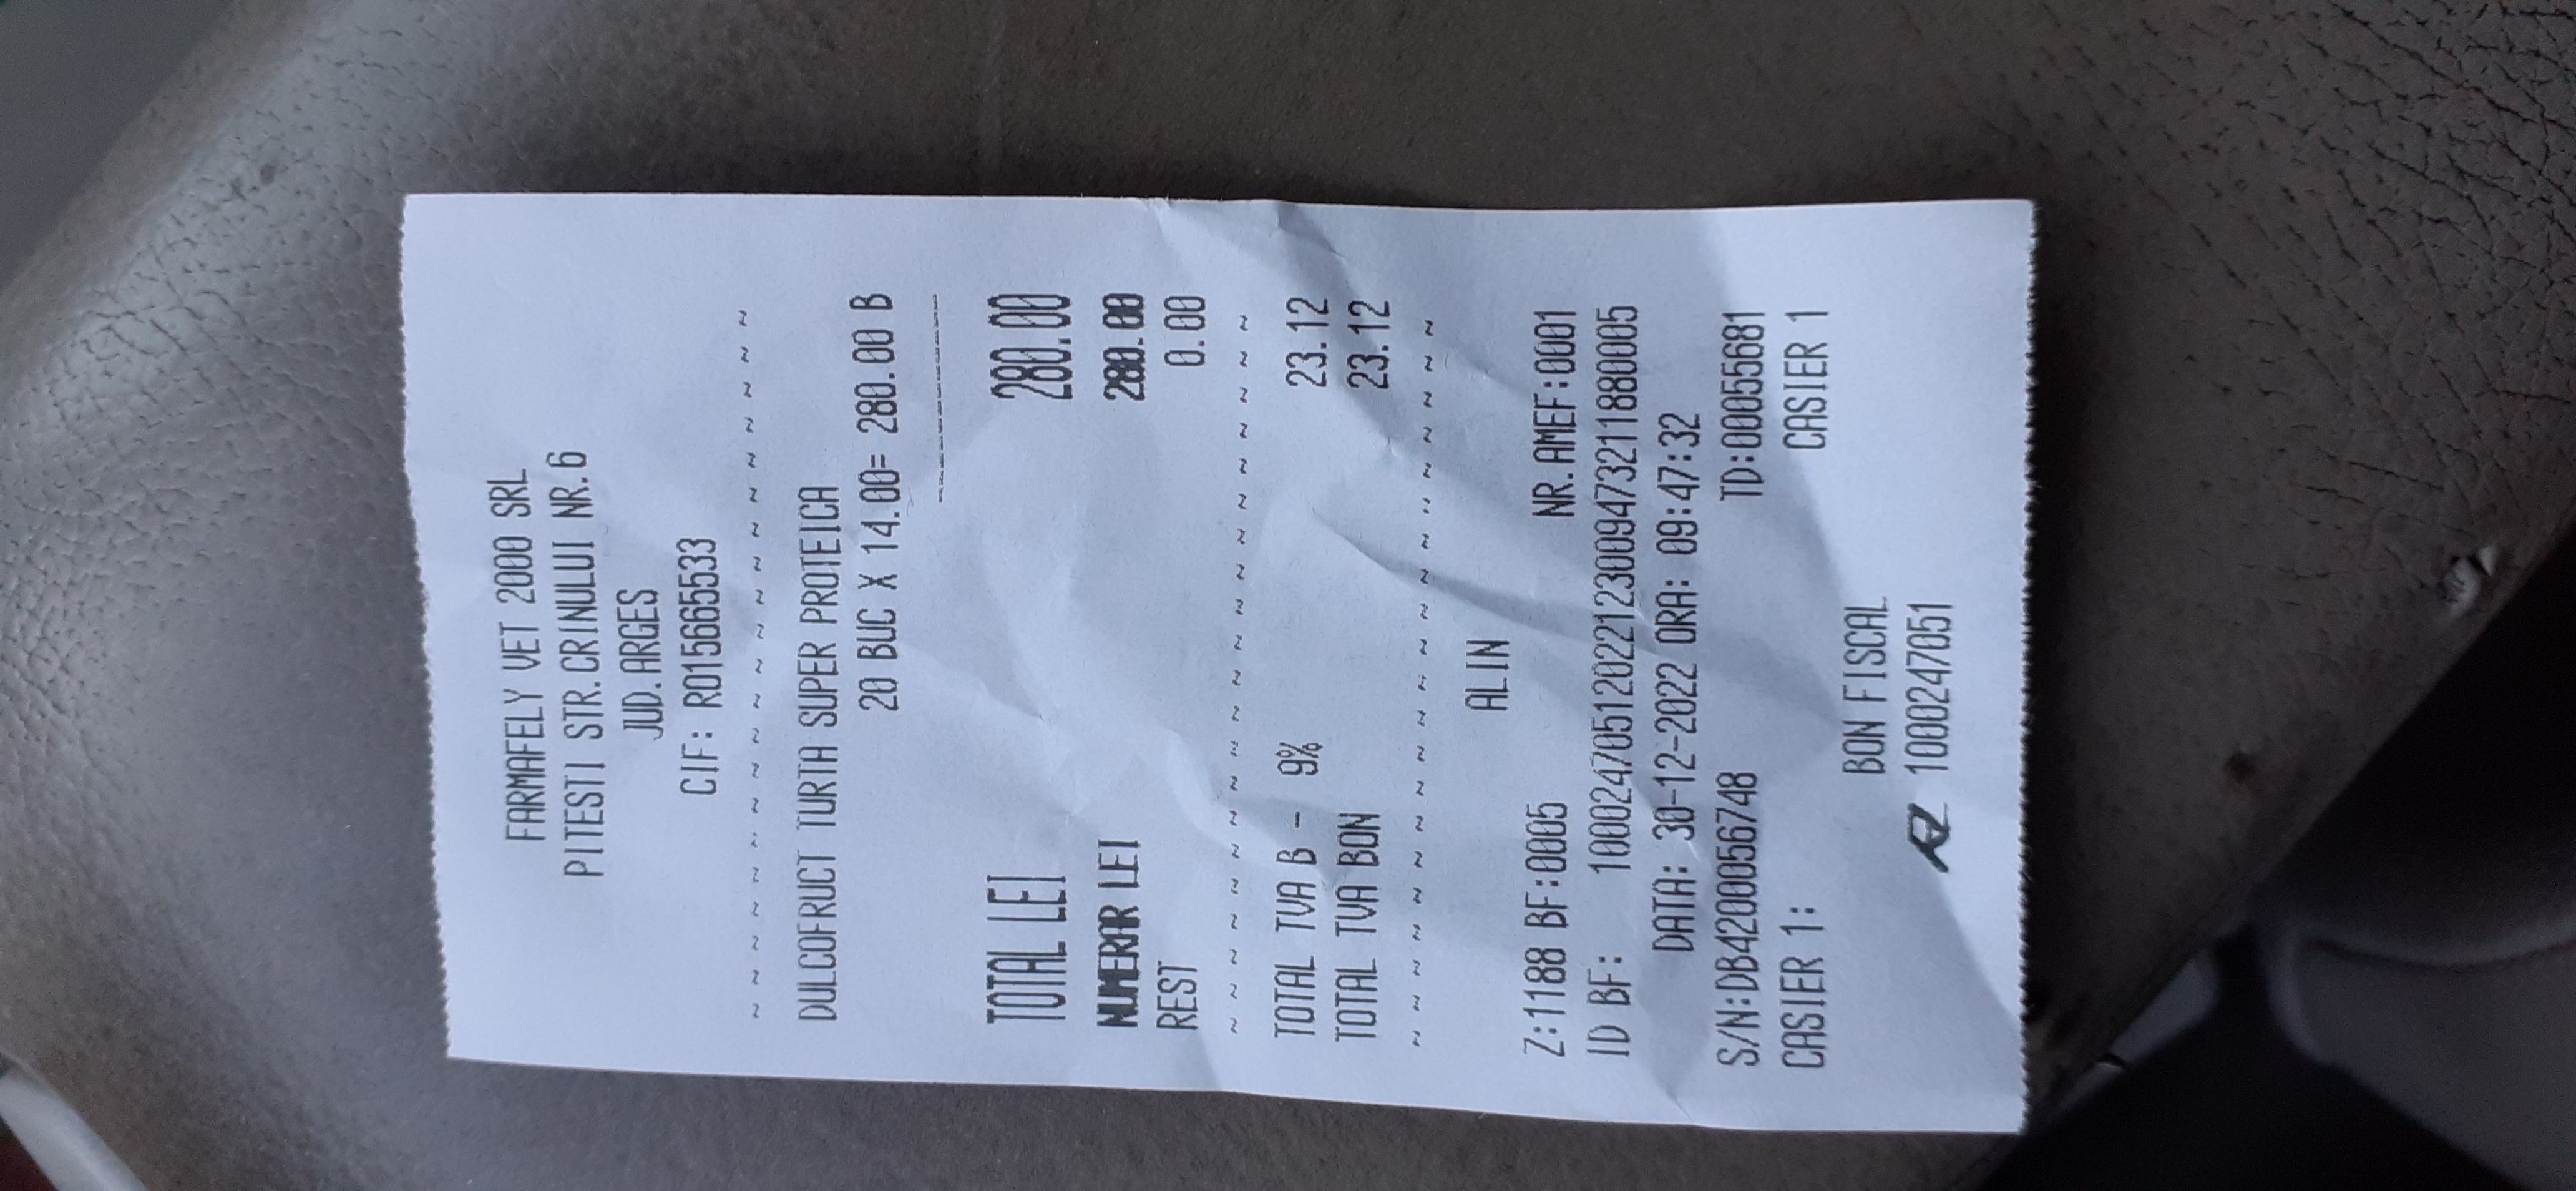 FARMAFELY VET 2000 SRL
PITESTI STR.CRINULUI NR.6
JUD.ARGES
CIF: RO15665533
~ ~ ~ ~ ~ ~ ~ ~ ~ ~ ~ ~ ~ ~ ~ ~ ~ ~ ~ ~ ~
DULCOFRUCT TURTA SUPER PROTEICA
20 BUC X 14.00= 280.00 B
TOTAL LEI 280.00
NUMERAR LEI 280.00
REST 0.00
~ ~ ~ ~ ~ ~ ~ ~ ~ ~ ~ ~ ~ ~ ~ ~ ~ ~ ~ ~ ~
TOTAL TVA B - 9% 23.12
TOTAL TVA BON 23.12
~ ~ ~ ~ ~ ~ ~ ~ ~ ~ ~ ~ ~ ~ ~ ~ ~ ~ ~ ~ ~
ALIN
Z:1188 BF:0005 NR.AMEF:0001
ID BF: 10002470512022123009473211880005
DATA: 30-12-2022 ORA: 09:47:32
S/N:DB4200056748 TD:00055681
CASIER 1: CASIER 1
BON FISCAL
1000247051